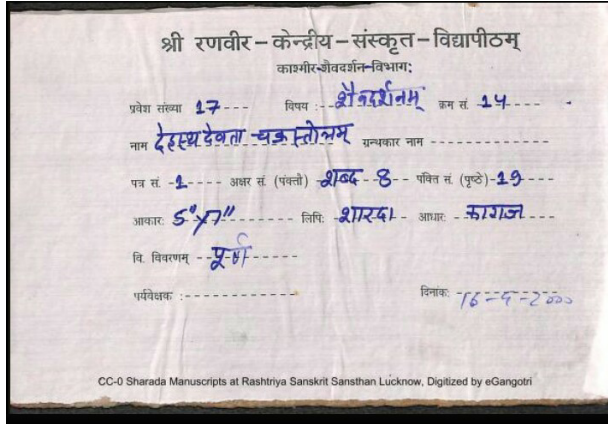 श्री रणवीर – केन्द्रीय – संस्कृत – विद्यापीठम्
काश्मीर-शैवदर्शन-विभाग:
प्रवेश संख्या 17 विषय :- शैवदर्शनम् क्रम सं. 14
नाम देहस्थदेवता चक्रस्तोत्रम् ग्रन्थकार नाम
पत्र सं. 1 अक्षर सं. (पंक्तौ) शब्द - 8 पंक्ति सं. (पृष्ठे) 19
आकार: 5"x7" लिपि: शारदा आधार: कागज
वि. विवरणम् पूर्ण
पर्यवेक्षक :
दिनांक: 2000
CC-0 Sharada Manuscripts at Rashtriya Sanskrit Sansthan Lucknow, Digitized by eGangotri